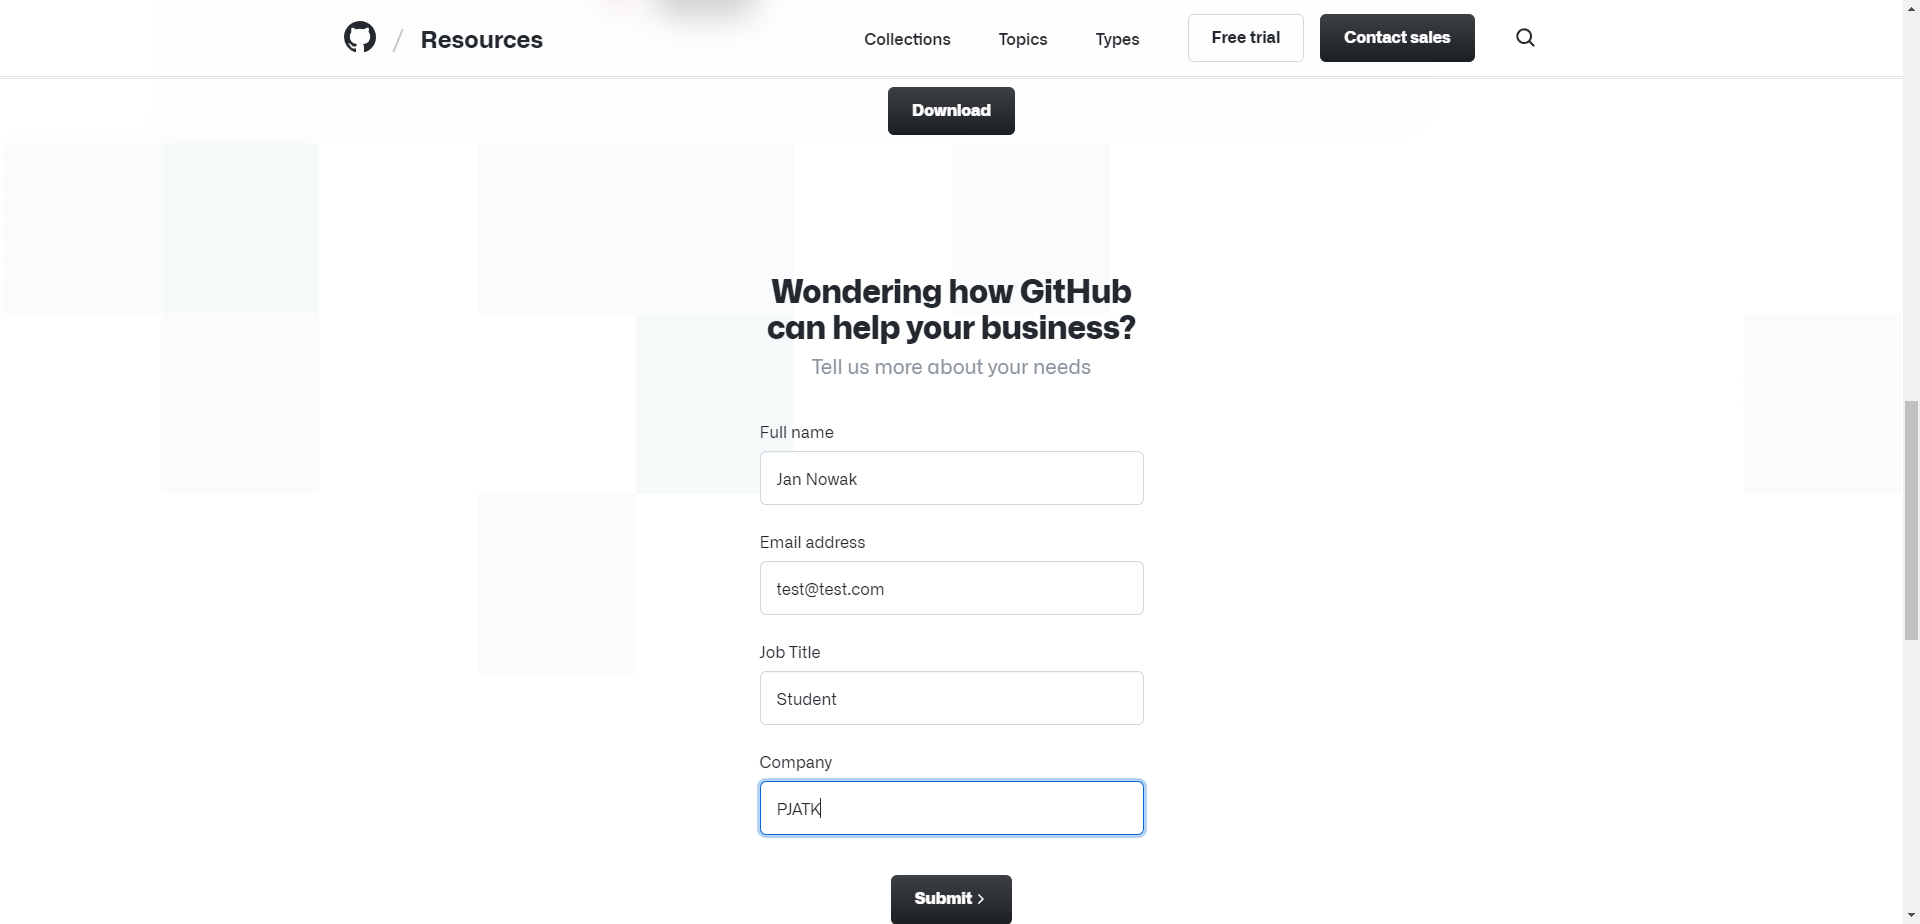 / Resources Collections Topics Types Free trial Contact sales
Download
Wondering how GitHub
can help your business?
Tell us more about your needs
Full name
Jan Nowak
Email address
test@test.com
Job Title
Student
Company
PJATK
Submit >